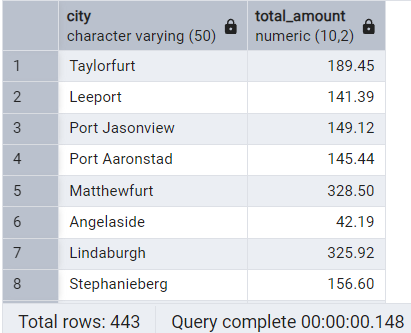 city total_amount
character varying (50) numeric (10,2)
1 Taylorfurt 189.45
2 Leeport 141.39
3 Port Jasonview 149.12
4 Port Aaronstad 145.44
5 Matthewfurt 328.50
6 Angelaside 42.19
7 Lindaburgh 325.92
8 Stephanieberg 156.60
Total rows: 443 Query complete 00:00:00.148